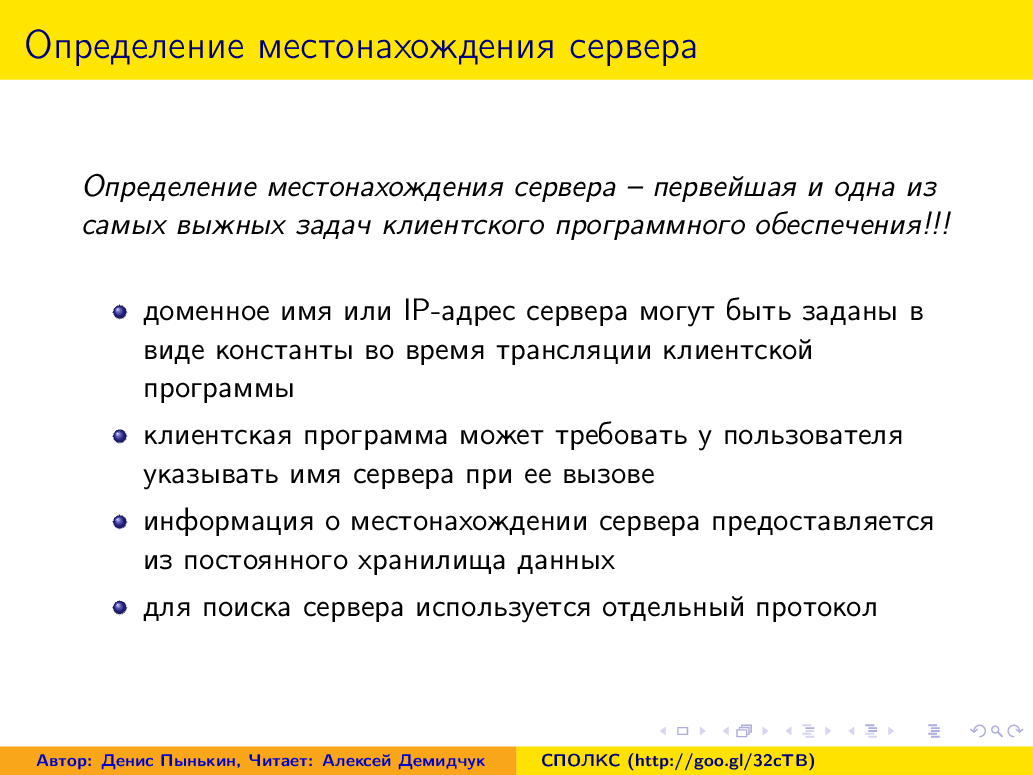 Определение местонахождения сервера
Определение местонахождения сервера – первейшая и одна из
самых выжных задач клиентского программного обеспечения!!!
доменное имя или IP-адрес сервера могут быть заданы в
виде константы во время трансляции клиентской
программы
клиентская программа может требовать у пользователя
указывать имя сервера при ее вызове
информация о местонахождении сервера предоставляется
из постоянного хранилища данных
для поиска сервера используется отдельный протокол
Автор: Денис Пынькин, Читает: Алексей Демидчук
СПОЛКС (http://goo.gl/32cTB)